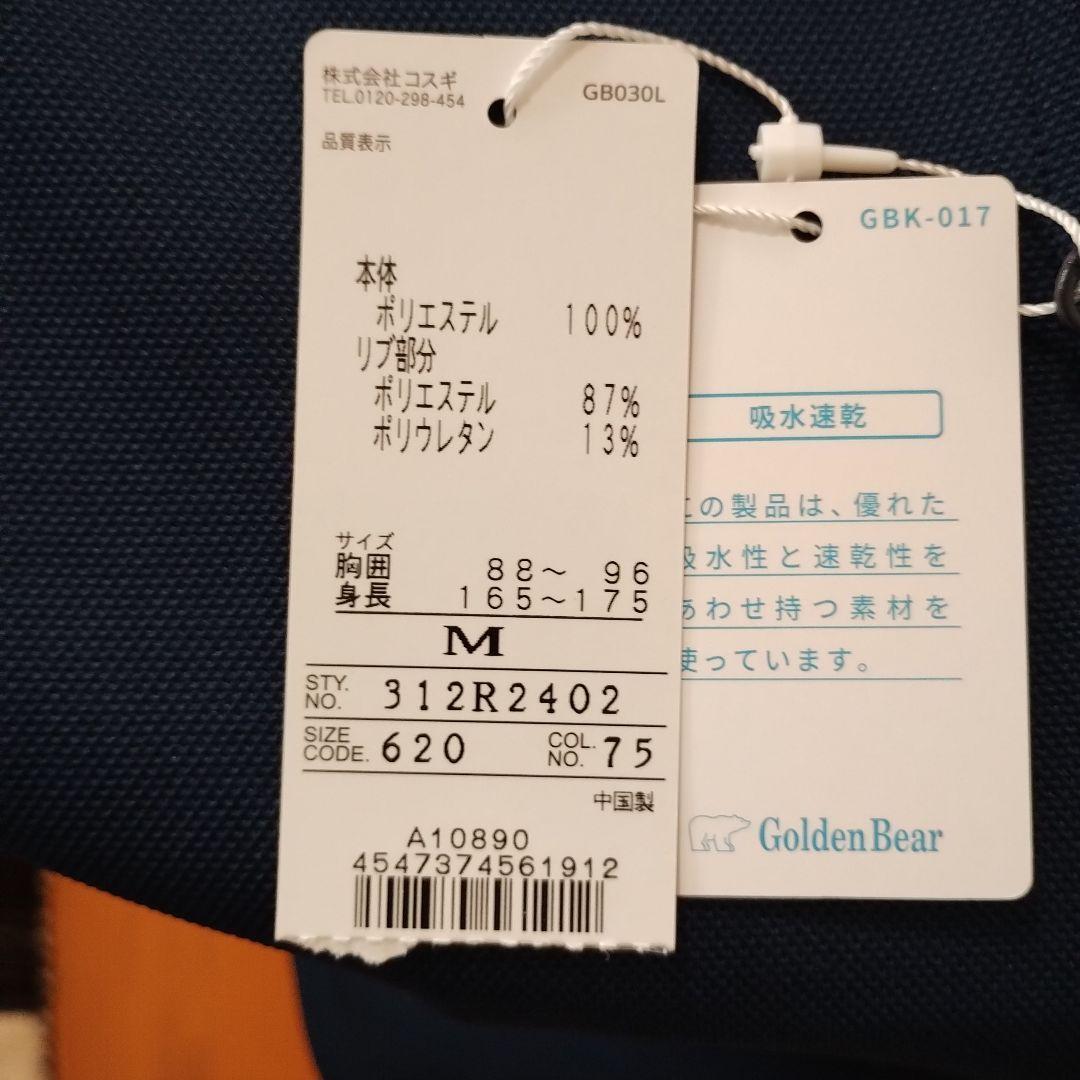 株式会社コスギ
TEL.0120-298-454
GB030L
品質表示
本体
ポリエステル 100%
リブ部分
ポリエステル 87%
ポリウレタン 13%
サイズ
胸囲 88～ 96
身長 165～175
M
STY. NO. 312R2402
SIZE CODE. 620 COL. NO. 75
中国製
A10890
4547374561912
GBK-017
吸水速乾
この製品は、優れた
吸水性と速乾性を
あわせ持つ素材を
使っています。
GoldenBear